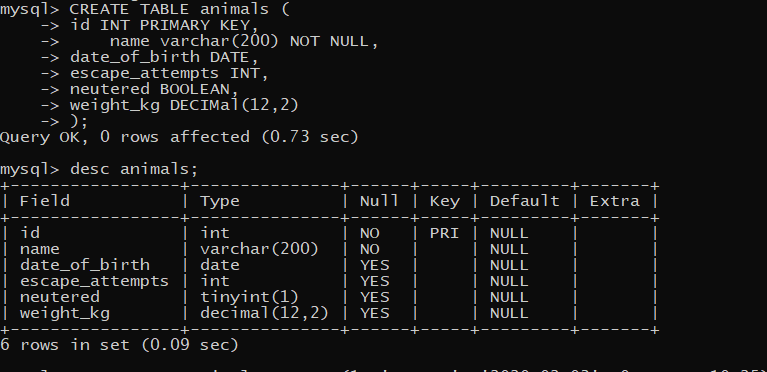 mysql> CREATE TABLE animals (
    -> id INT PRIMARY KEY,
    ->     name varchar(200) NOT NULL,
    -> date_of_birth DATE,
    -> escape_attempts INT,
    -> neutered BOOLEAN,
    -> weight_kg DECIMal(12,2)
    -> );
Query OK, 0 rows affected (0.73 sec)
mysql> desc animals;
+-----------------+---------------+------+-----+---------+-------+
| Field           | Type          | Null | Key | Default | Extra |
+-----------------+---------------+------+-----+---------+-------+
| id              | int           | NO   | PRI | NULL    |       |
| name            | varchar(200)  | NO   |     | NULL    |       |
| date_of_birth   | date          | YES  |     | NULL    |       |
| escape_attempts | int           | YES  |     | NULL    |       |
| neutered        | tinyint(1)    | YES  |     | NULL    |       |
| weight_kg       | decimal(12,2) | YES  |     | NULL    |       |
+-----------------+---------------+------+-----+---------+-------+
6 rows in set (0.09 sec)